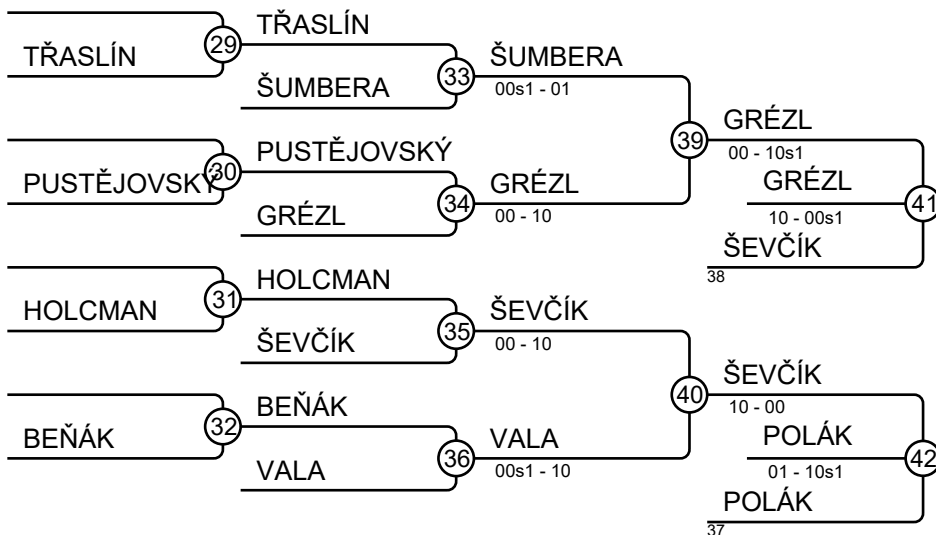 TŘASLÍN
29
TŘASLÍN
ŠUMBERA
33
ŠUMBERA
00s1 - 01
PUSTĚJOVSKÝ
30
PUSTĚJOVSKÝ
GRÉZL
34
GRÉZL
00 - 10
39
GRÉZL
00 - 10s1
GRÉZL
10 - 00s1
41
ŠEVČÍK
38
HOLCMAN
31
HOLCMAN
ŠEVČÍK
35
ŠEVČÍK
00 - 10
BEŇÁK
32
BEŇÁK
VALA
36
VALA
00s1 - 10
40
ŠEVČÍK
10 - 00
POLÁK
01 - 10s1
42
POLÁK
37